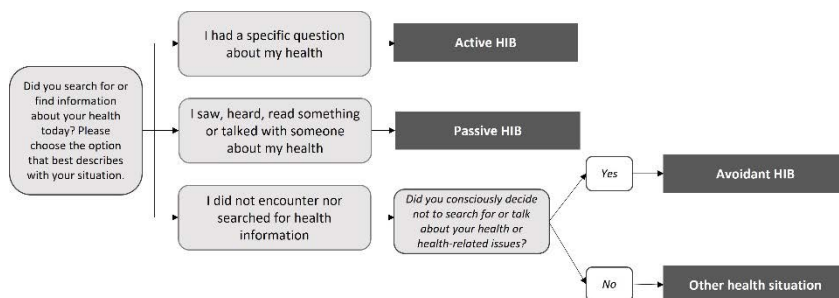 Did you search for or
find information
about your health
today? Please
choose the option
that best describes
with your situation.
I had a specific question
about my health
Active HIB
I saw, heard, read something
or talked with someone
about my health
Passive HIB
I did not encounter nor
searched for health
information
Did you consciously decide
not to search for or talk
about your health or
health-related issues?
Yes
Avoidant HIB
No
Other health situation